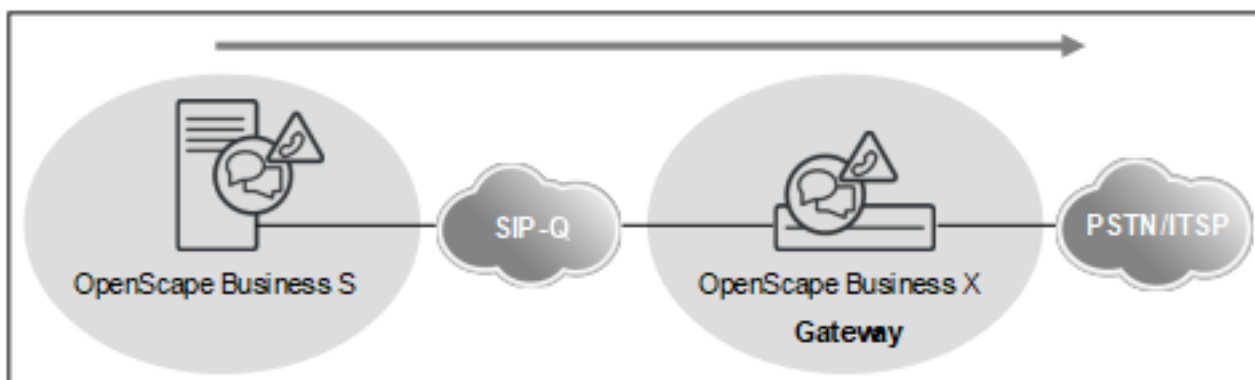 SIP-Q
PSTN/ITSP
OpenScape Business S
OpenScape Business X
Gateway